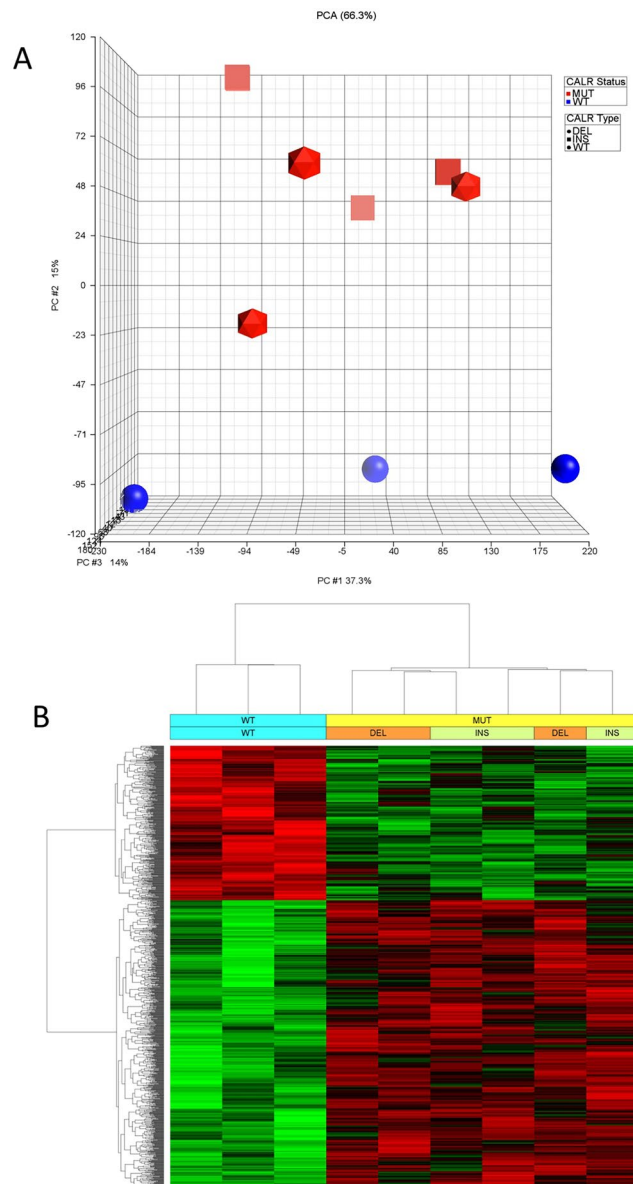 PCA (66.3%)
A
CALR Status
MUT
WT
CALR Type
DEL
INS
WT
120
96
72
48
24
0
-23
-47
-71
-95
-120
PC #2 15%
-230 -184 -139 -94 -49 -5 40 85 130 175 220
PC #3 14%
PC #1 37.3%
B
WT MUT
WT DEL INS DEL INS